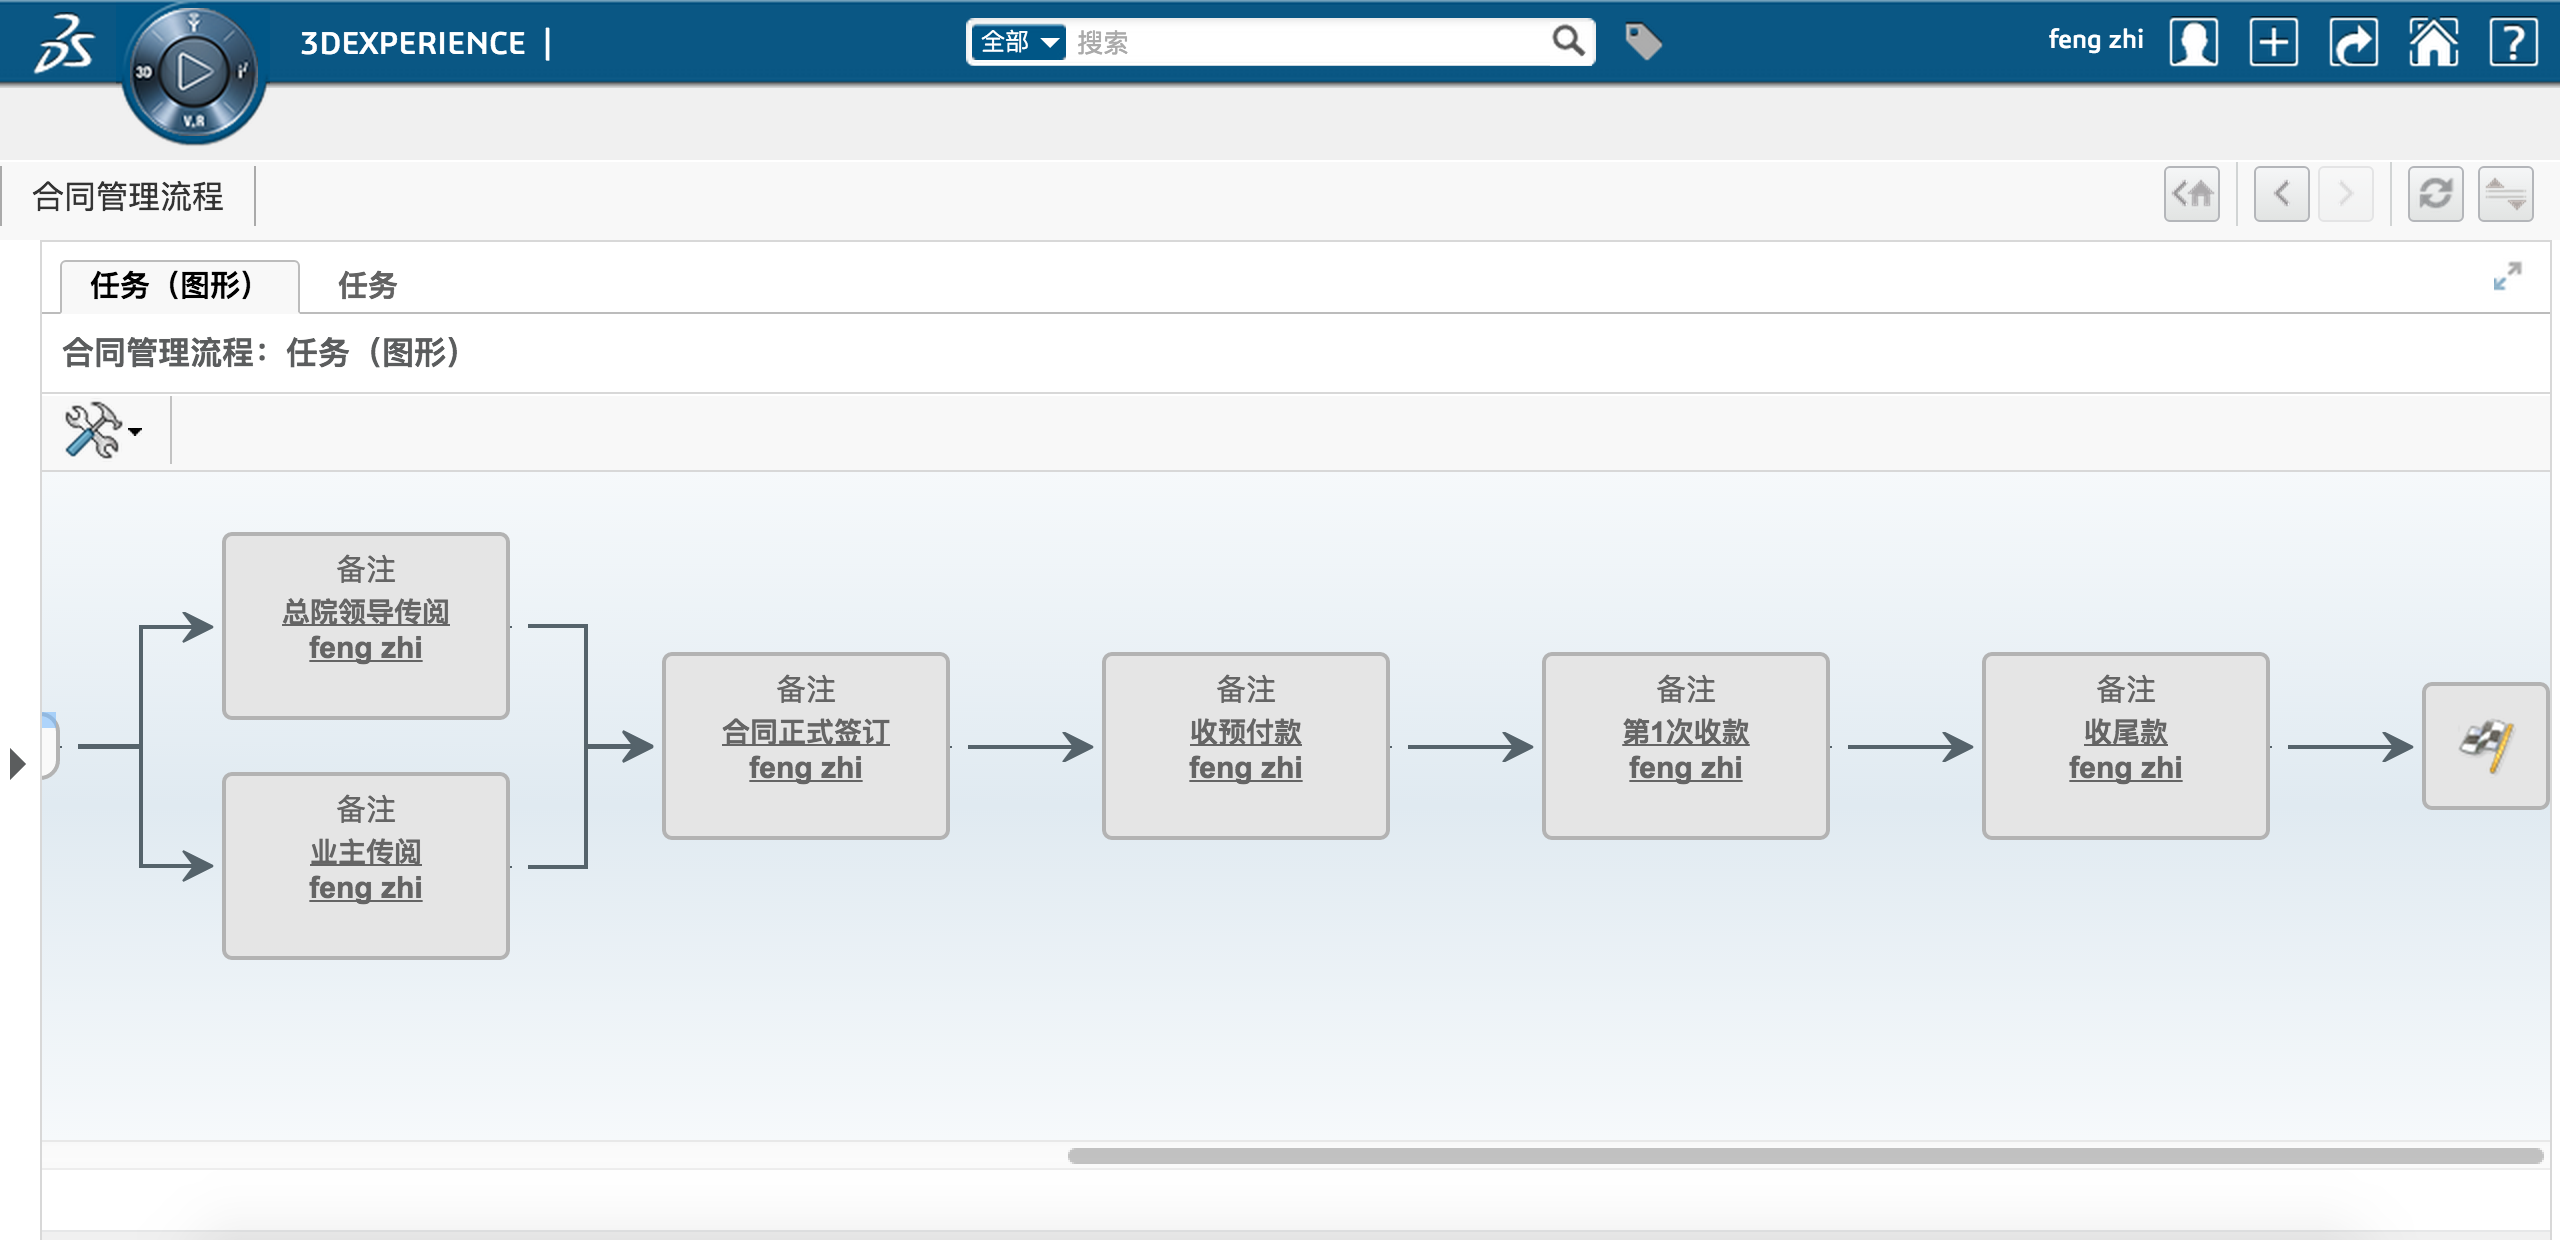 3DEXPERIENCE |
全部
搜索
feng zhi
3D
V,R
合同管理流程
任务（图形）
任务
合同管理流程：任务（图形）
备注
总院领导传阅
feng zhi
备注
业主传阅
feng zhi
备注
合同正式签订
feng zhi
备注
收预付款
feng zhi
备注
第1次收款
feng zhi
备注
收尾款
feng zhi